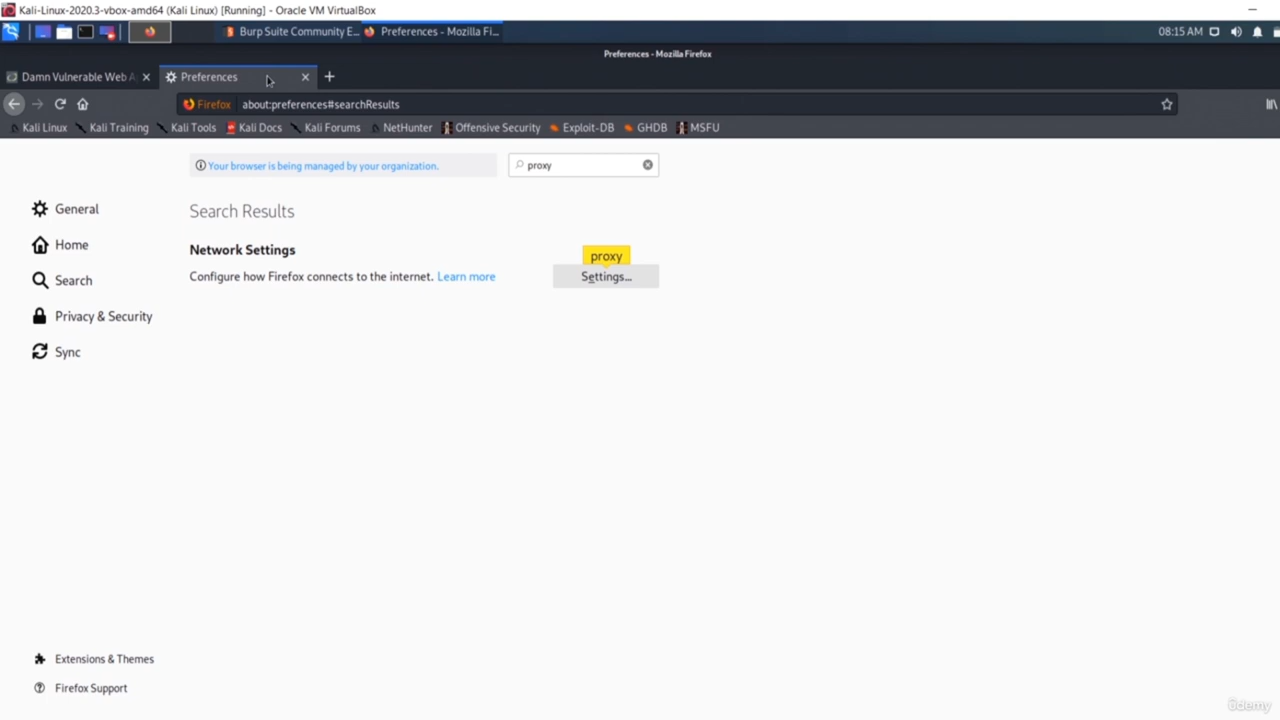 Kali-Linux-2020.3-vbox-amd64 (Kali Linux) [Running] - Oracle VM VirtualBox
Burp Suite Community E... Preferences - Mozilla Fi... 08:15 AM
Preferences - Mozilla Firefox
Damn Vulnerable Web A Preferences
Firefox about:preferences#searchResults
Kali Linux Kali Training Kali Tools Kali Docs Kali Forums NetHunter Offensive Security Exploit-DB GHDB MSFU
Your browser is being managed by your organization. proxy
General
Search Results
Home
Network Settings
proxy
Configure how Firefox connects to the internet. Learn more Settings...
Search
Privacy & Security
Sync
Extensions & Themes
Firefox Support
ûdemy